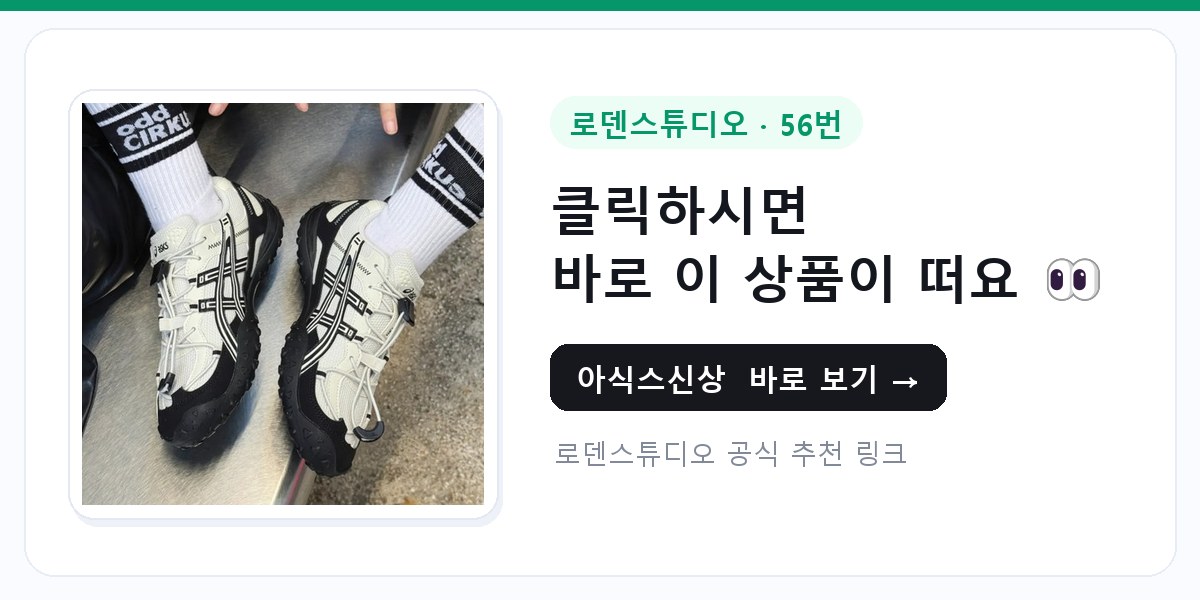 로덴스튜디오 · 56번
클릭하시면
바로 이 상품이 떠요 👀
아식스신상 바로 보기 →
로덴스튜디오 공식 추천 링크
odd
CIRKU